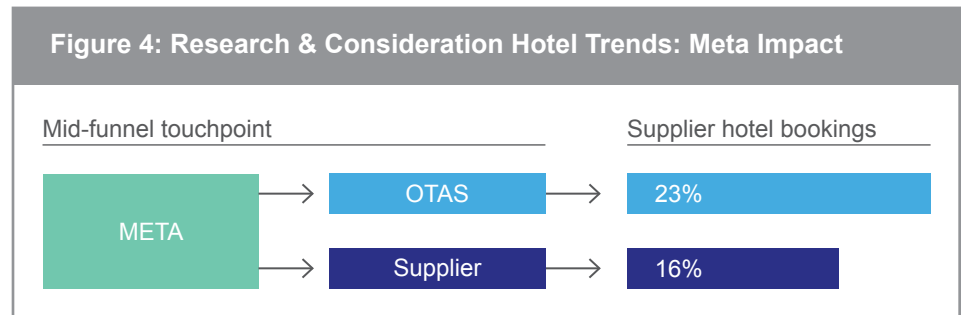 Figure 4: Research & Consideration Hotel Trends: Meta Impact
Mid-funnel touchpoint
Supplier hotel bookings
META
OTAS
23%
Supplier
16%